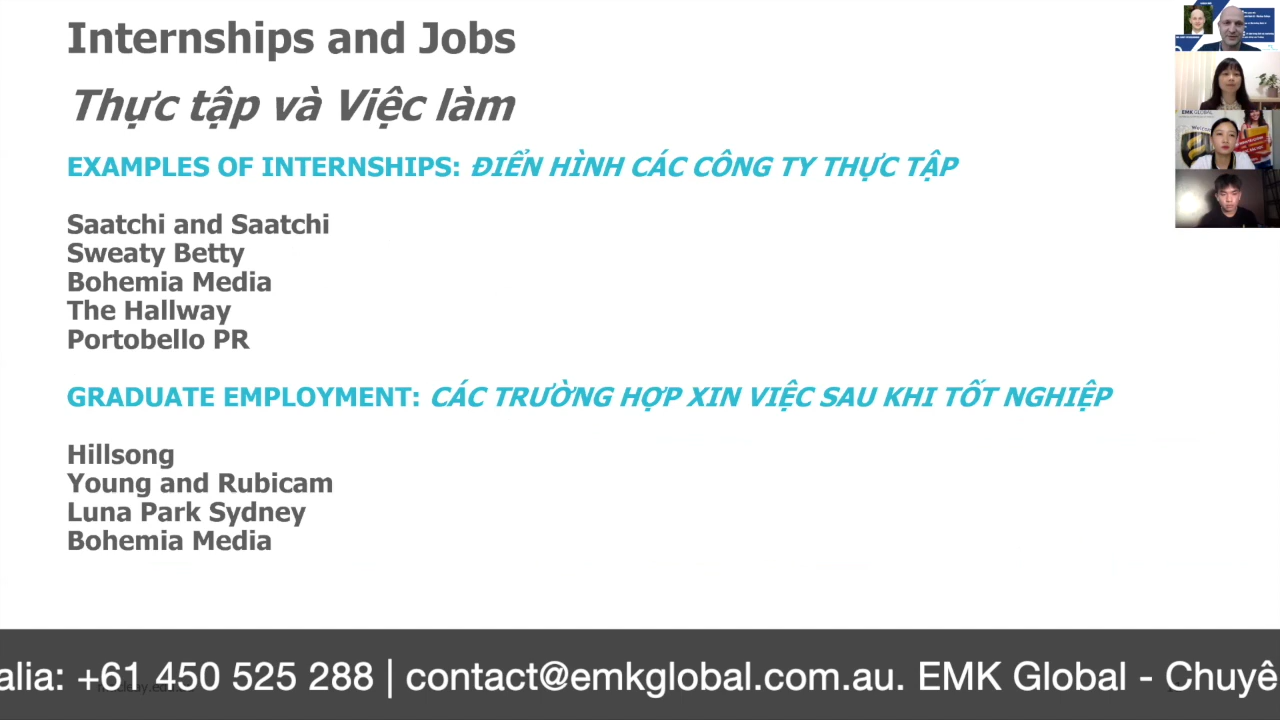 Internships and Jobs
Thực tập và Việc làm
EXAMPLES OF INTERNSHIPS: ĐIỂN HÌNH CÁC CÔNG TY THỰC TẬP
Saatchi and Saatchi
Sweaty Betty
Bohemia Media
The Hallway
Portobello PR
GRADUATE EMPLOYMENT: CÁC TRƯỜNG HỢP XIN VIỆC SAU KHI TỐT NGHIỆP
Hillsong
Young and Rubicam
Luna Park Sydney
Bohemia Media
EMK GLOBAL
alia: +61 450 525 288 | contact@emkglobal.com.au. EMK Global - Chuyê